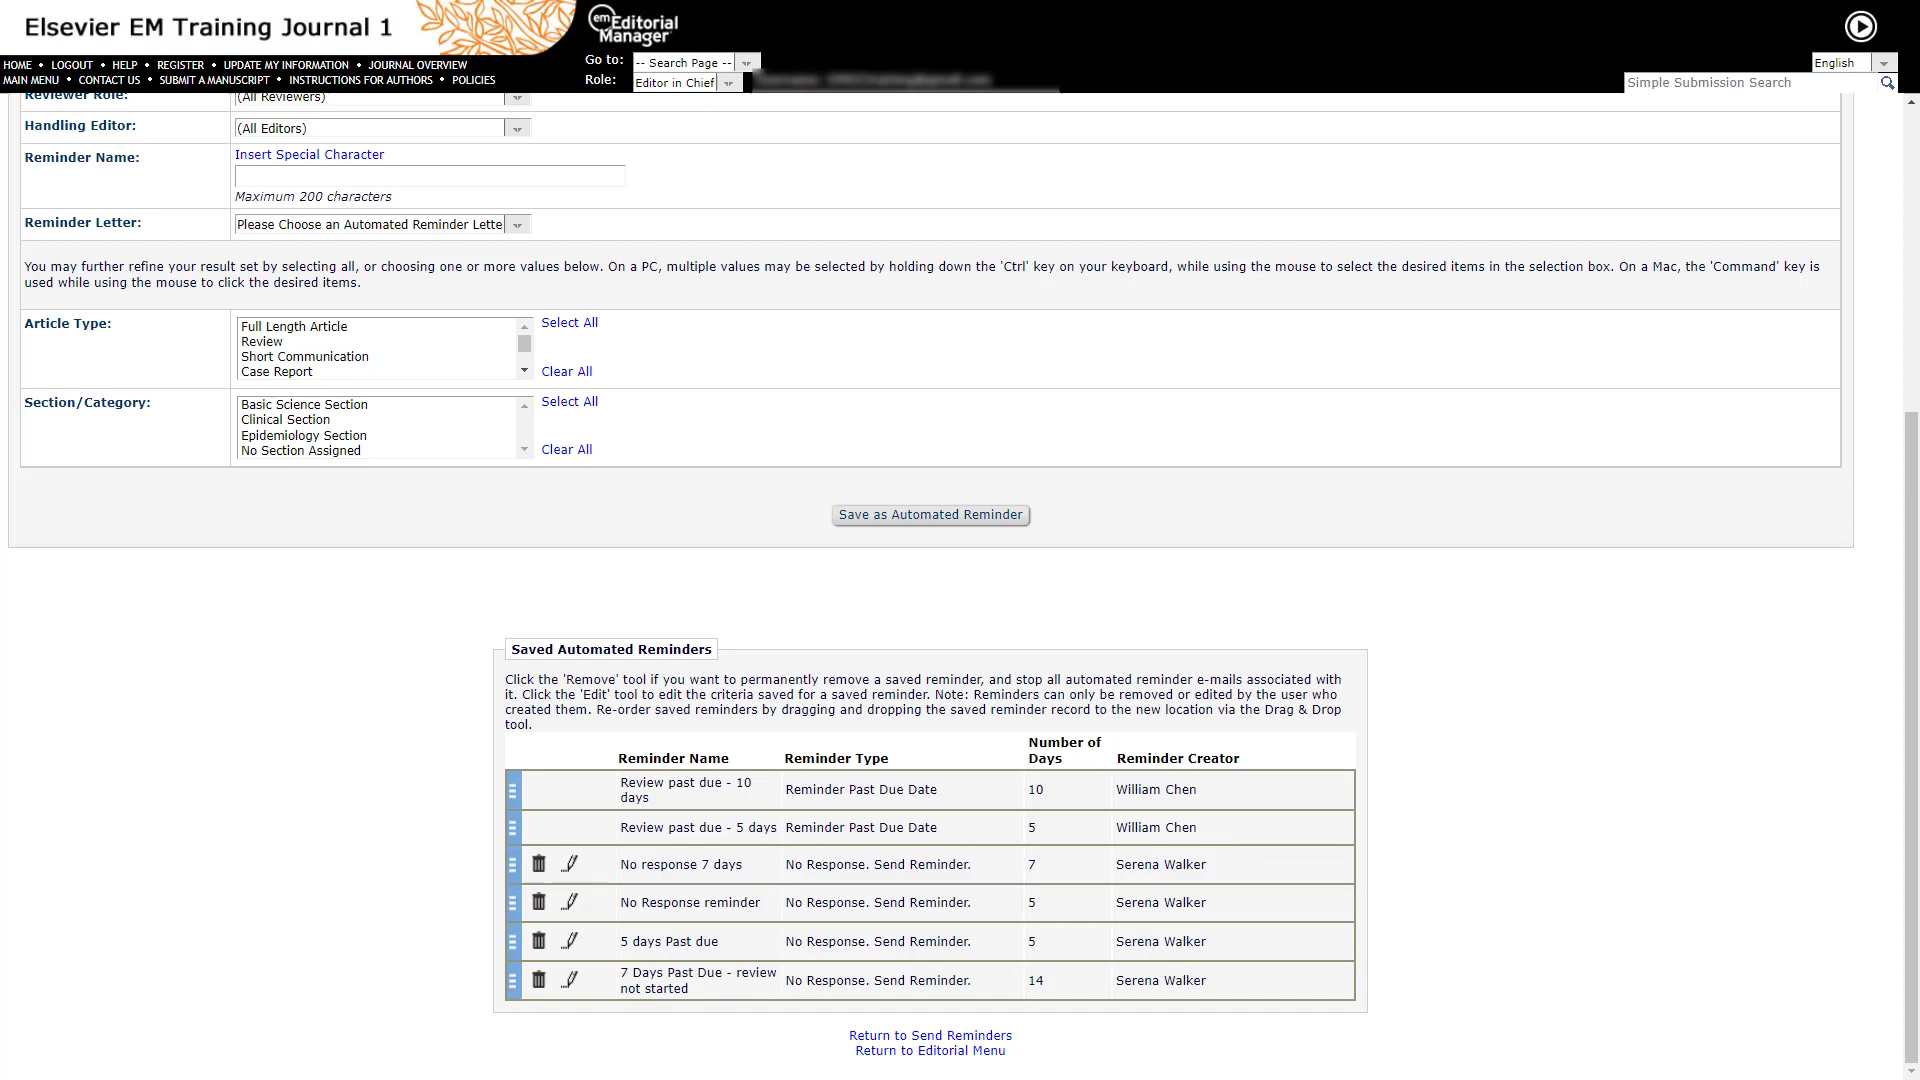 Elsevier EM Training Journal 1
em Editorial
Manager®
HOME • LOGOUT • HELP • REGISTER • UPDATE MY INFORMATION • JOURNAL OVERVIEW
MAIN MENU • CONTACT US • SUBMIT A MANUSCRIPT • INSTRUCTIONS FOR AUTHORS • POLICIES
Go to: -- Search Page --
Role: Editor in Chief
English
Simple Submission Search
Reviewer Role: (All Reviewers)
Handling Editor: (All Editors)
Reminder Name: Insert Special Character
Maximum 200 characters
Reminder Letter: Please Choose an Automated Reminder Lette
You may further refine your result set by selecting all, or choosing one or more values below. On a PC, multiple values may be selected by holding down the 'Ctrl' key on your keyboard, while using the mouse to select the desired items in the selection box. On a Mac, the 'Command' key is
used while using the mouse to click the desired items.
Article Type: Full Length Article Select All
Review
Short Communication
Case Report Clear All
Section/Category: Basic Science Section Select All
Clinical Section
Epidemiology Section
No Section Assigned Clear All
Save as Automated Reminder
Saved Automated Reminders
Click the 'Remove' tool if you want to permanently remove a saved reminder, and stop all automated reminder e-mails associated with
it. Click the 'Edit' tool to edit the criteria saved for a saved reminder. Note: Reminders can only be removed or edited by the user who
created them. Re-order saved reminders by dragging and dropping the saved reminder record to the new location via the Drag & Drop
tool.
Reminder Name Reminder Type Number of Days Reminder Creator
Review past due - 10 days Reminder Past Due Date 10 William Chen
Review past due - 5 days Reminder Past Due Date 5 William Chen
No response 7 days No Response. Send Reminder. 7 Serena Walker
No Response reminder No Response. Send Reminder. 5 Serena Walker
5 days Past due No Response. Send Reminder. 5 Serena Walker
7 Days Past Due - review not started No Response. Send Reminder. 14 Serena Walker
Return to Send Reminders
Return to Editorial Menu